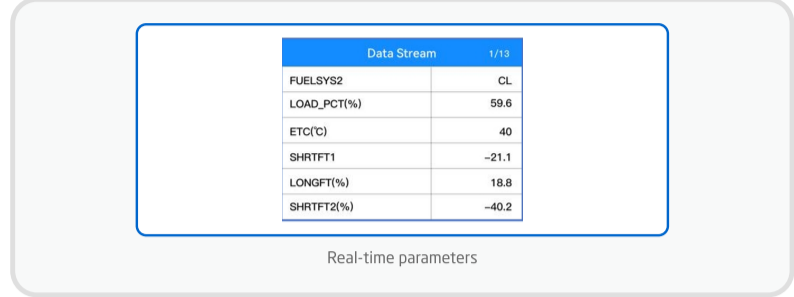 Data Stream 1/13
FUELSYS2 CL
LOAD_PCT(%) 59.6
ETC(℃) 40
SHRTFT1 -21.1
LONGFT(%) 18.8
SHRTFT2(%) -40.2
Real-time parameters